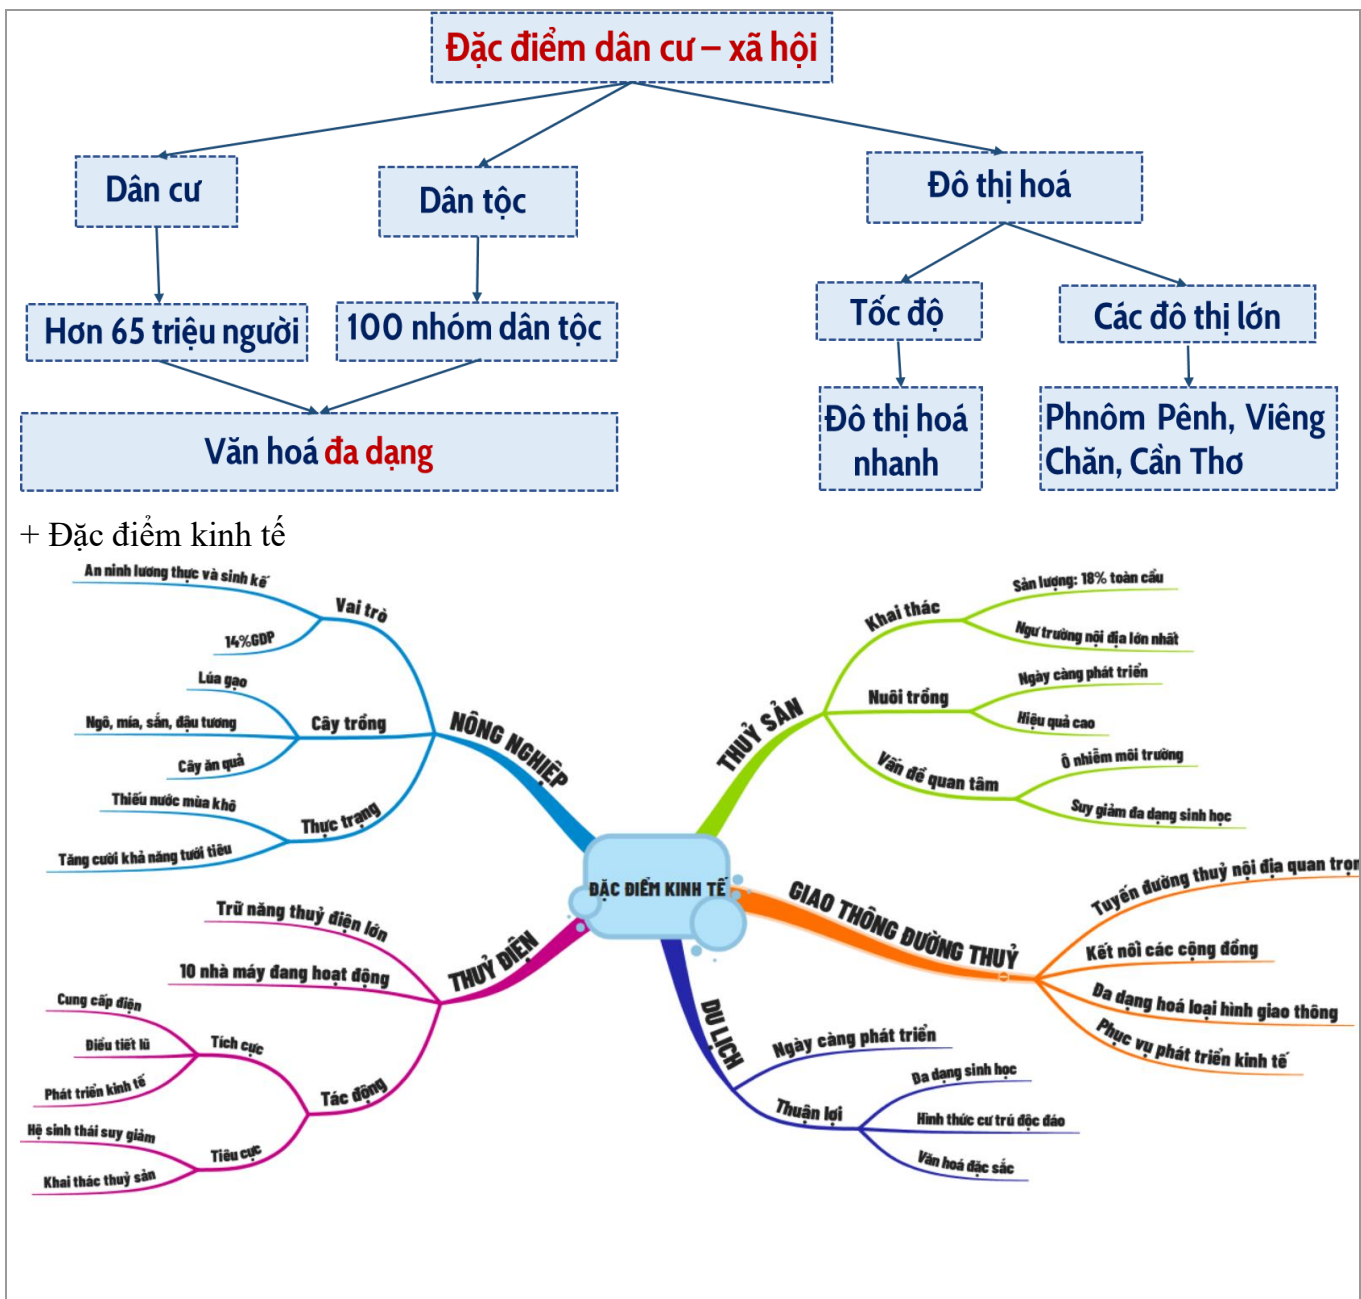 Đặc điểm dân cư – xã hội
Dân cư
Dân tộc
Đô thị hoá
Hơn 65 triệu người
100 nhóm dân tộc
Tốc độ
Các đô thị lớn
Văn hoá đa dạng
Đô thị hoá
nhanh
Phnôm Pênh, Viêng
Chăn, Cần Thơ
+ Đặc điểm kinh tế
ĐẶC ĐIỂM KINH TẾ
NÔNG NGHIỆP
Vai trò
An ninh lương thực và sinh kế
14%GDP
Cây trồng
Lúa gạo
Ngô, mía, sắn, đậu tương
Cây ăn quả
Thực trạng
Thiếu nước mùa khô
Tăng cười khả năng tưới tiêu
THUỶ SẢN
Khai thác
Sản lượng: 18% toàn cầu
Ngư trường nội địa lớn nhất
Nuôi trồng
Ngày càng phát triển
Hiệu quả cao
Vấn đề quan tâm
Ô nhiễm môi trường
Suy giảm đa dạng sinh học
GIAO THÔNG ĐƯỜNG THUỶ
Tuyến đường thuỷ nội địa quan trọn
Kết nối các cộng đồng
Đa dạng hoá loại hình giao thông
Phục vụ phát triển kinh tế
DU LỊCH
Ngày càng phát triển
Thuận lợi
Đa dạng sinh học
Hình thức cư trú độc đáo
Văn hoá đặc sắc
THUỶ ĐIỆN
Trữ năng thuỷ điện lớn
10 nhà máy đang hoạt động
Tác động
Tích cực
Cung cấp điện
Điều tiết lũ
Phát triển kinh tế
Tiêu cực
Hệ sinh thái suy giảm
Khai thác thuỷ sản